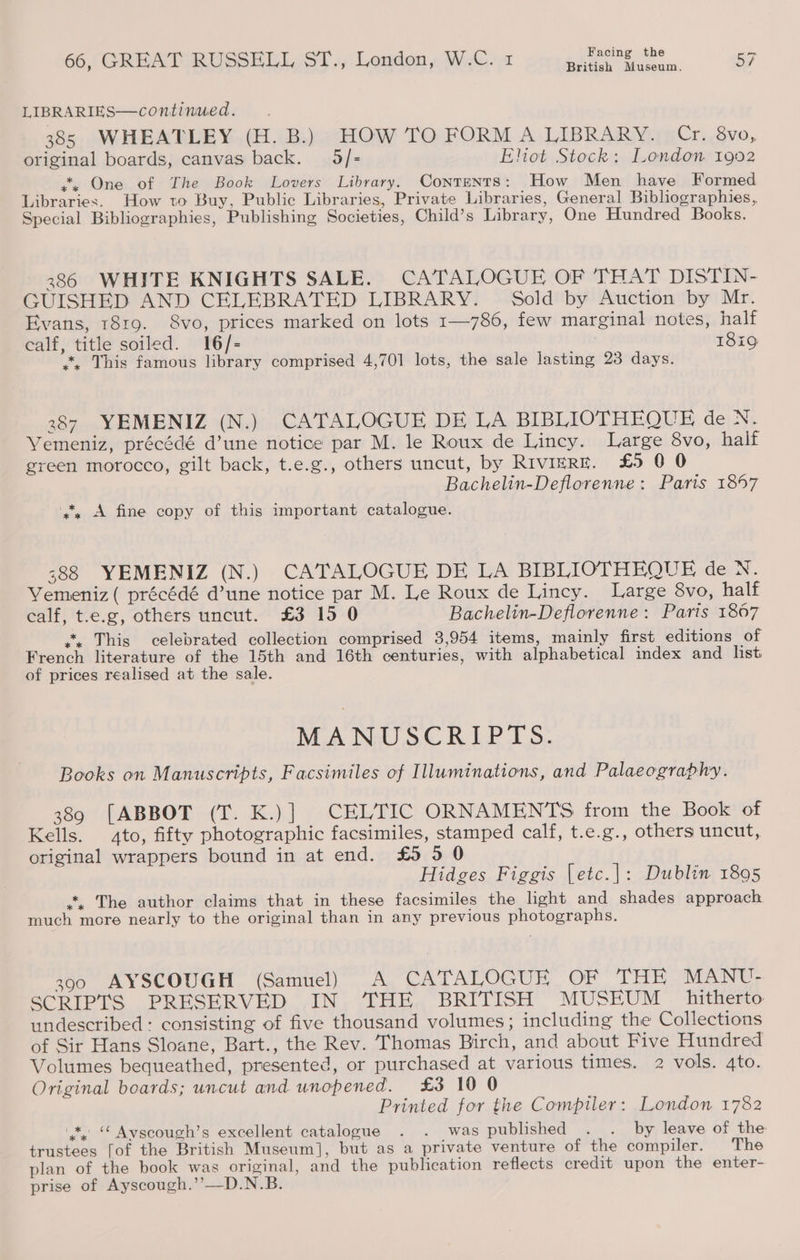 66, GREAT RUSSELL ST., London, W.C. 1 Facing the British Museum. 57
LIBRARIES—continued.
385 WHEATLEY (H. B.) HOW TO FORM A LIBRARY. Cr. 8vo,
original boards, canvas back. 5/- Eliot Stock: London 1902
*** One of The Book Lovers Library. Contents: How Men have Formed
Libraries. How to Buy, Public Libraries, Private Libraries, General Bibliographies,
Special Bibliographies, Publishing Societies, Child's Library, One Hundred Books.
386 WHITE KNIGHTS SALE. CATALOGUE OF THAT DISTIN-
GUISHED AND CELEBRATED LIBRARY. Sold by Auction by Mr.
Evans, 1819. 8vo, prices marked on lots 1—786, few marginal notes, half
calf, title soiled. 16/- 1819
*** This famous library comprised 4,701 lots, the sale lasting 23 days.
387 YEMENIZ (N.) CATALOGUE DE LA BIBLIOTHEQUE de N.
Yemeniz, précédé d'une notice par M. le Roux de Lincy. Large 8vo, half
green morocco, gilt back, t.e.g., others uncut, by RIVIERE. £5 0 0
Bachelin-Deflorenne: Paris 1867
*** A fine copy of this important catalogue.
388 YEMENIZ (N.) CATALOGUE DE LA BIBLIOTHEQUE de N.
Yemeniz ( précédé d'une notice par M. Le Roux de Lincy. Large 8vo, half
calf, t.e.g, others uncut. £3 15 0 Bachelin-Deflorenne: Paris 1867
*** This celebrated collection comprised 3,954 items, mainly first editions of
French literature of the 15th and 16th centuries, with alphabetical index and list
of prices realised at the sale.
MANUSCRIPTS.
Books on Manuscripts, Facsimiles of Illuminations, and Palaeography.
389 [ABBOT (T. K.)] CELTIC ORNAMENTS from the Book of
Kells. 4to, fifty photographic facsimiles, stamped calf, t.e.g., others uncut,
original wrappers bound in at end. £5 5 0
Hidges Figgis [etc.]: Dublin 1895
*** The author claims that in these facsimiles the light and shades approach
much more nearly to the original than in any previous photographs.
390 AYSCOUGH (Samuel) A CATALOGUE OF THE MANU-
SCRIPTS PRESERVED IN THE BRITISH MUSEUM hitherto
undescribed: consisting of five thousand volumes; including the Collections
of Sir Hans Sloane, Bart., the Rev. Thomas Birch, and about Five Hundred
Volumes bequeathed, presented, or purchased at various times. 2 vols. 4to.
Original boards; uncut and unopened. £3 10 0
Printed for the Compiler: London 1782
*** "Ayscough's excellent catalogue . . was published . . by leave of the
trustees [of the British Museum], but as a private venture of the compiler. The
plan of the book was original, and the publication reflects credit upon the enter-
prise of Ayscough."—D.N.B.